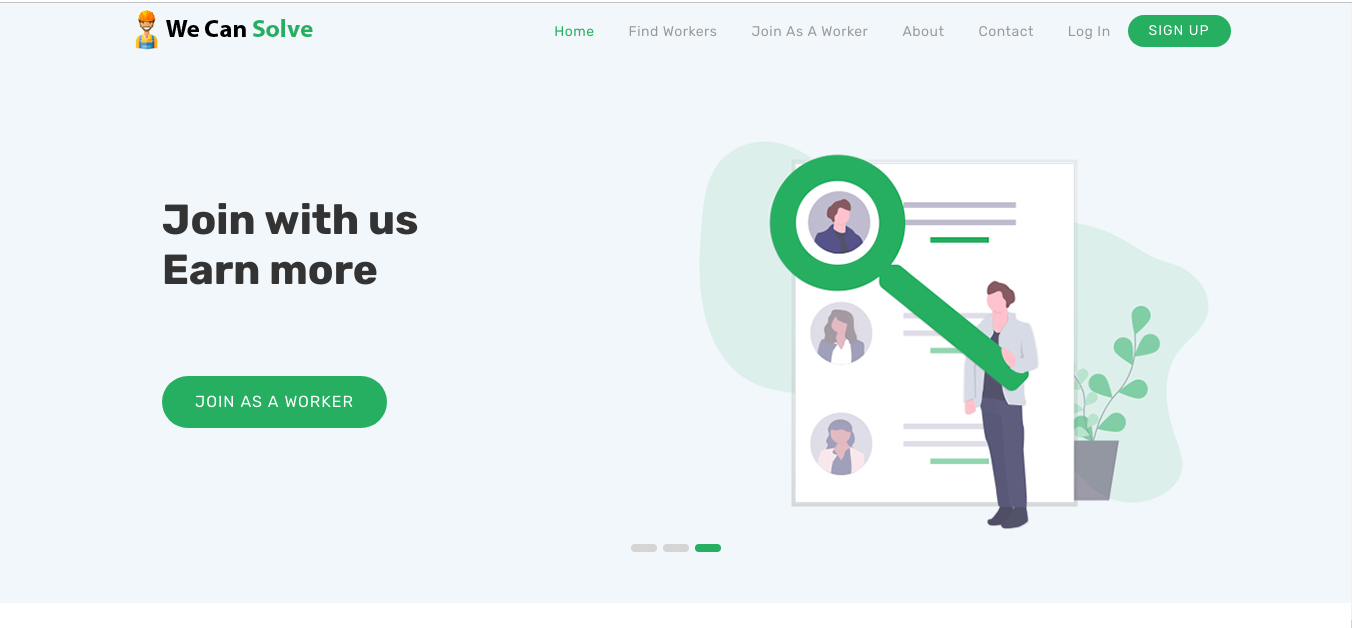 We Can Solve
Home
Find Workers
Join As A Worker
About
Contact
Log In
SIGN UP
Join with us
Earn more
JOIN AS A WORKER